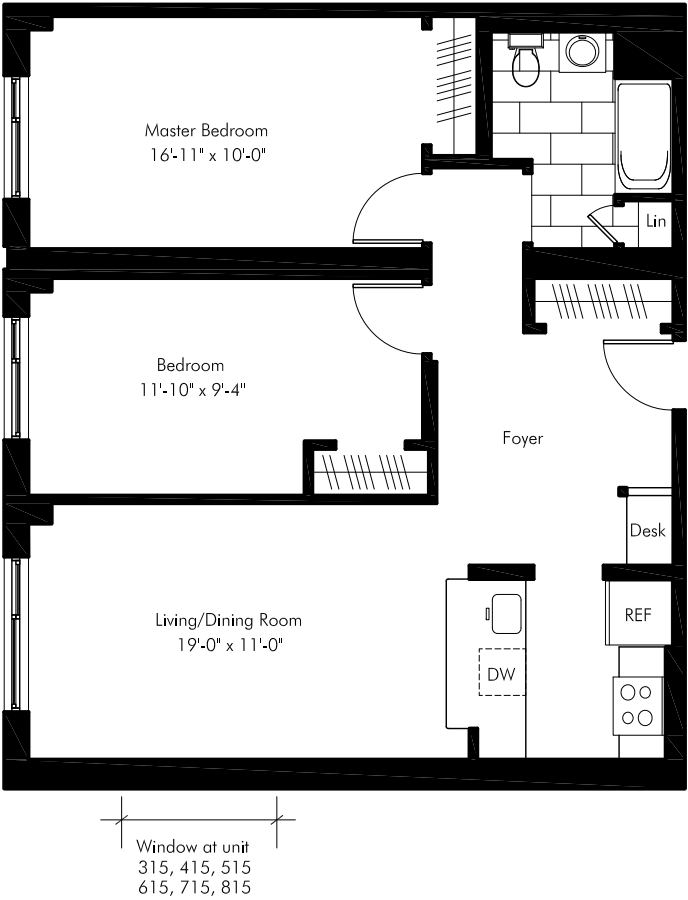 Master Bedroom
16'-11" x 10'-0"
Lin
Bedroom
11'-10" x 9'-4"
Foyer
Desk
Living/Dining Room
19'-0" x 11'-0"
REF
DW
Window at unit
315, 415, 515
615, 715, 815